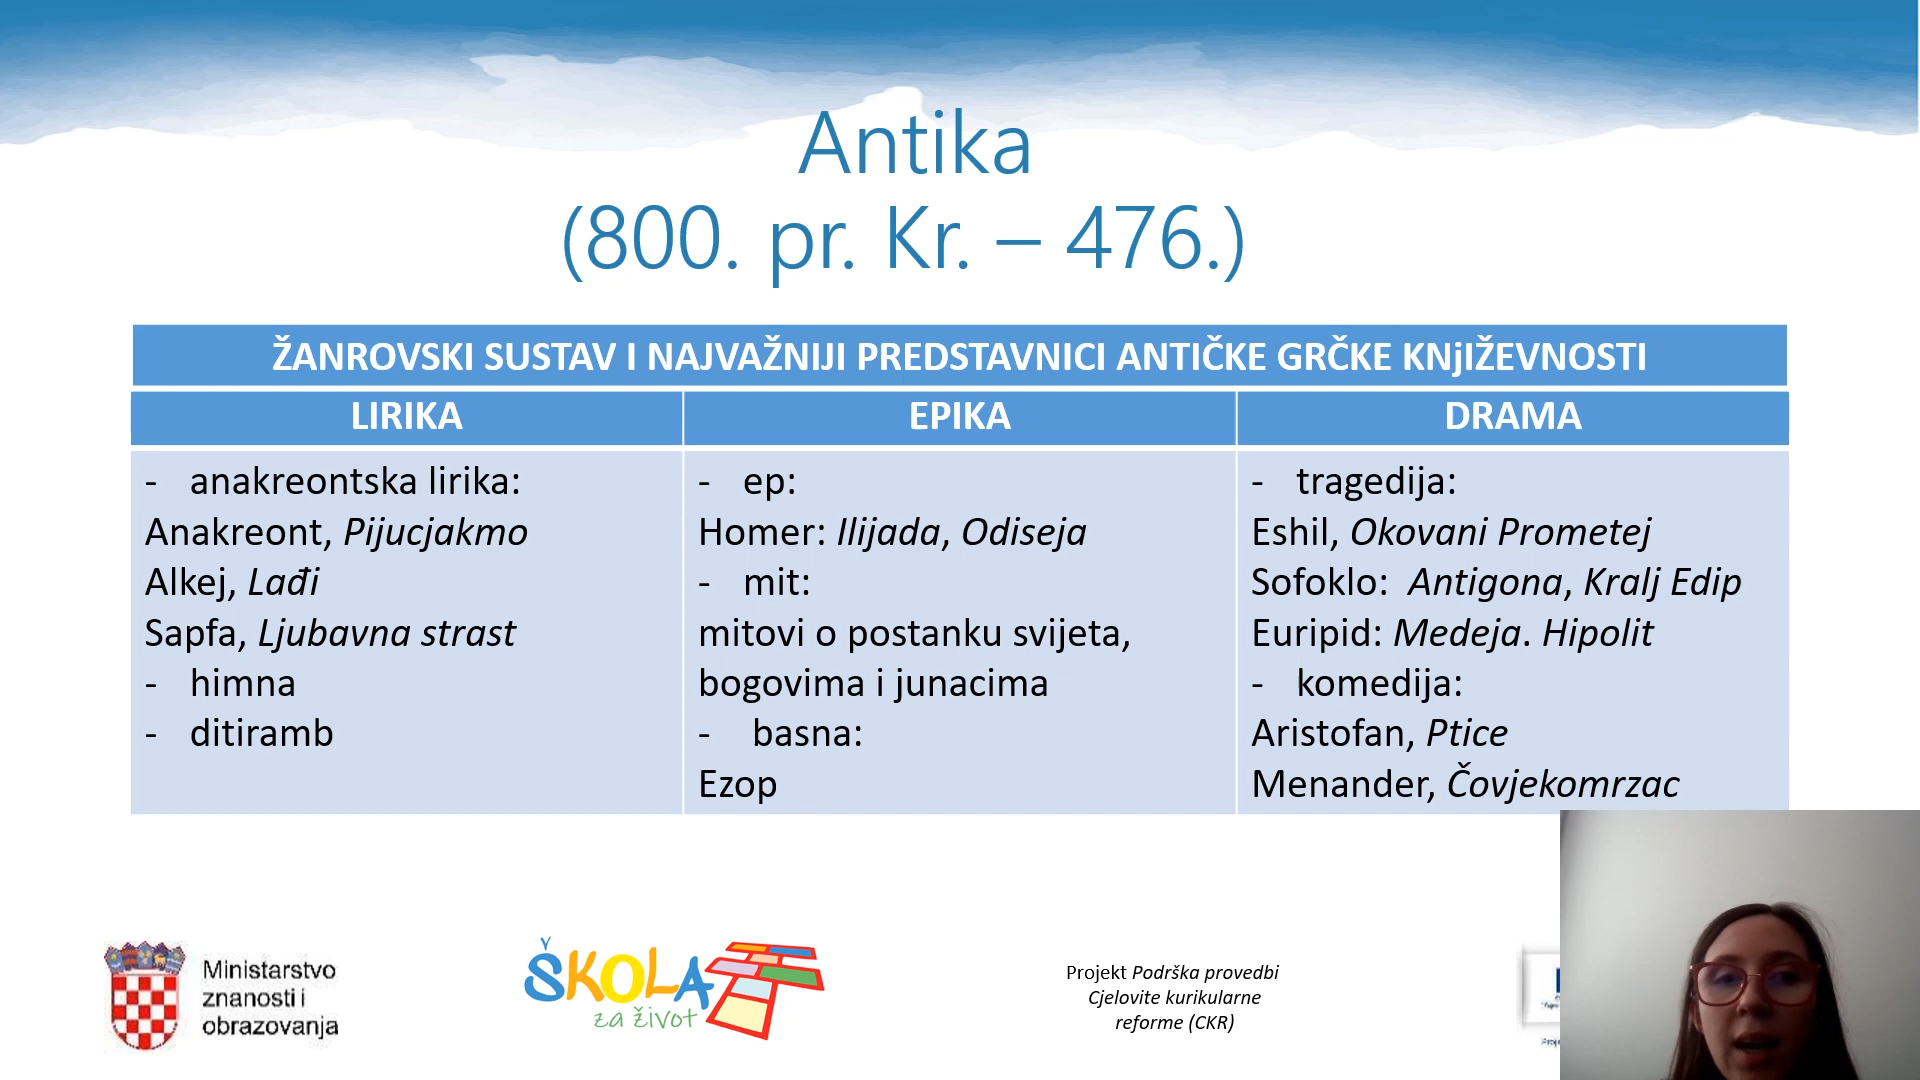 Antika
(800. pr. Kr. – 476.)
ŽANROVSKI SUSTAV I NAJVAŽNIJI PREDSTAVNICI ANTIČKE GRČKE KNjIŽEVNOSTI
LIRIKA
- anakreontska lirika:
Anakreont, Pijucjakmo
Alkej, Lađi
Sapfa, Ljubavna strast
- himna
- ditiramb
EPIKA
- ep:
Homer: Ilijada, Odiseja
- mit:
mitovi o postanku svijeta,
bogovima i junacima
- basna:
Ezop
DRAMA
- tragedija:
Eshil, Okovani Prometej
Sofoklo: Antigona, Kralj Edip
Euripid: Medeja. Hipolit
- komedija:
Aristofan, Ptice
Menander, Čovjekomrzac
Ministarstvo
znanosti i
obrazovanja
ŠKOLA
za život
Projekt Podrška provedbi
Cjelovite kurikularne
reforme (CKR)